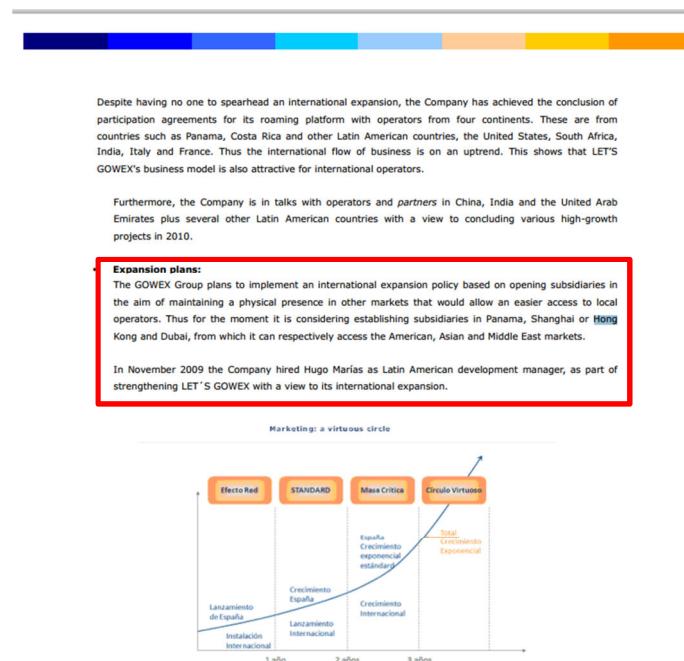 Despite having no one to spearhead an international expansion, the Company has achieved the conclusion of
participation agreements for its roaming platform with operators from four continents. These are from
countries such as Panama, Costa Rica and other Latin American countries, the United States, South Africa,
India, Italy and France. Thus the international flow of business is on an uptrend. This shows that LET'S
GOWEX's business model is also attractive for international operators.
Furthermore, the Company is in talks with operators and partners in China, India and the United Arab
Emirates plus several other Latin American countries with a view to concluding various high-growth
projects in 2010.
Expansion plans:
The GOWEX Group plans to implement an international expansion policy based on opening subsidiaries in
the aim of maintaining a physical presence in other markets that would allow an easier access to local
operators. Thus for the moment it is considering establishing subsidiaries in Panama, Shanghai or Hong
Kong and Dubai, from which it can respectively access the American, Asian and Middle East markets.
In November 2009 the Company hired Hugo Marías as Latin American development manager, as part of
strengthening LET´S GOWEX with a view to its international expansion.
Marketing: a virtuous circle
Efecto Red
STANDARD
Masa Crítica
Círculo Virtuoso
Lanzamiento
de España
Instalación
Internacional
Crecimiento
España
Lanzamiento
Internacional
España
Crecimiento
exponencial
estándard
Crecimiento
Internacional
Total
Crecimiento
Exponencial
1 año
2 años
3 años